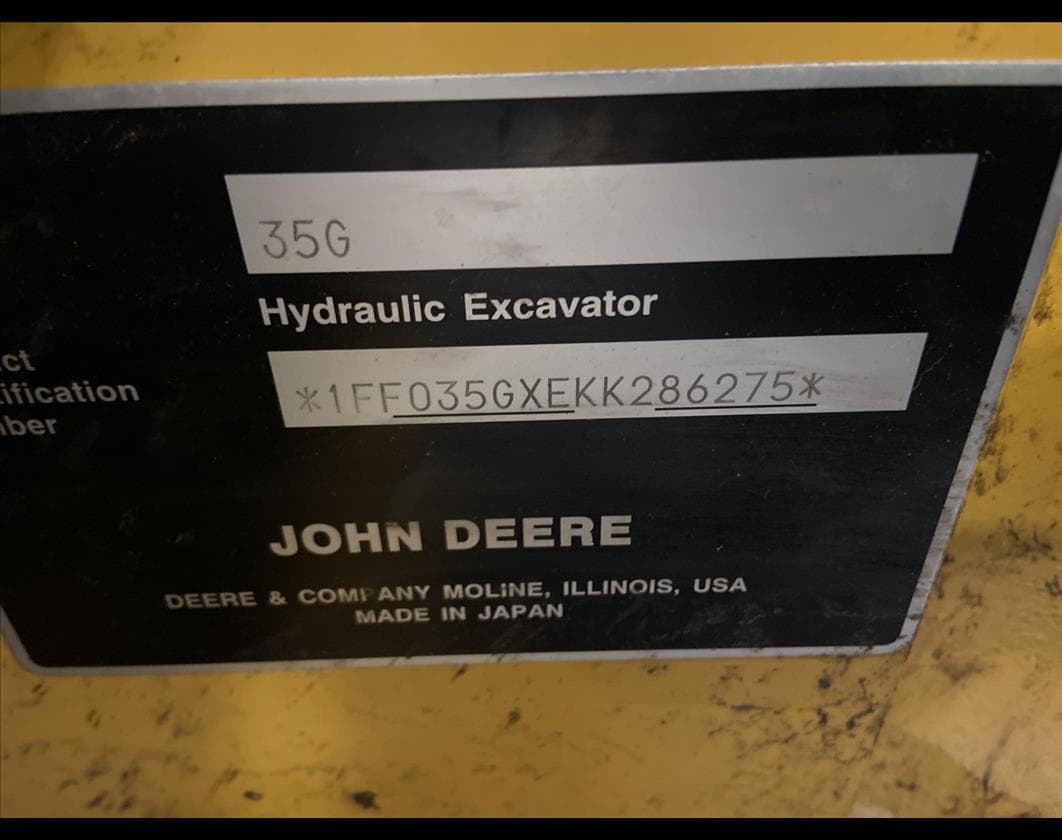 35G
Hydraulic Excavator
ct
ification
ber
*1FF035GXEKK286275*
JOHN DEERE
DEERE & COMPANY MOLINE, ILLINOIS, USA
MADE IN JAPAN